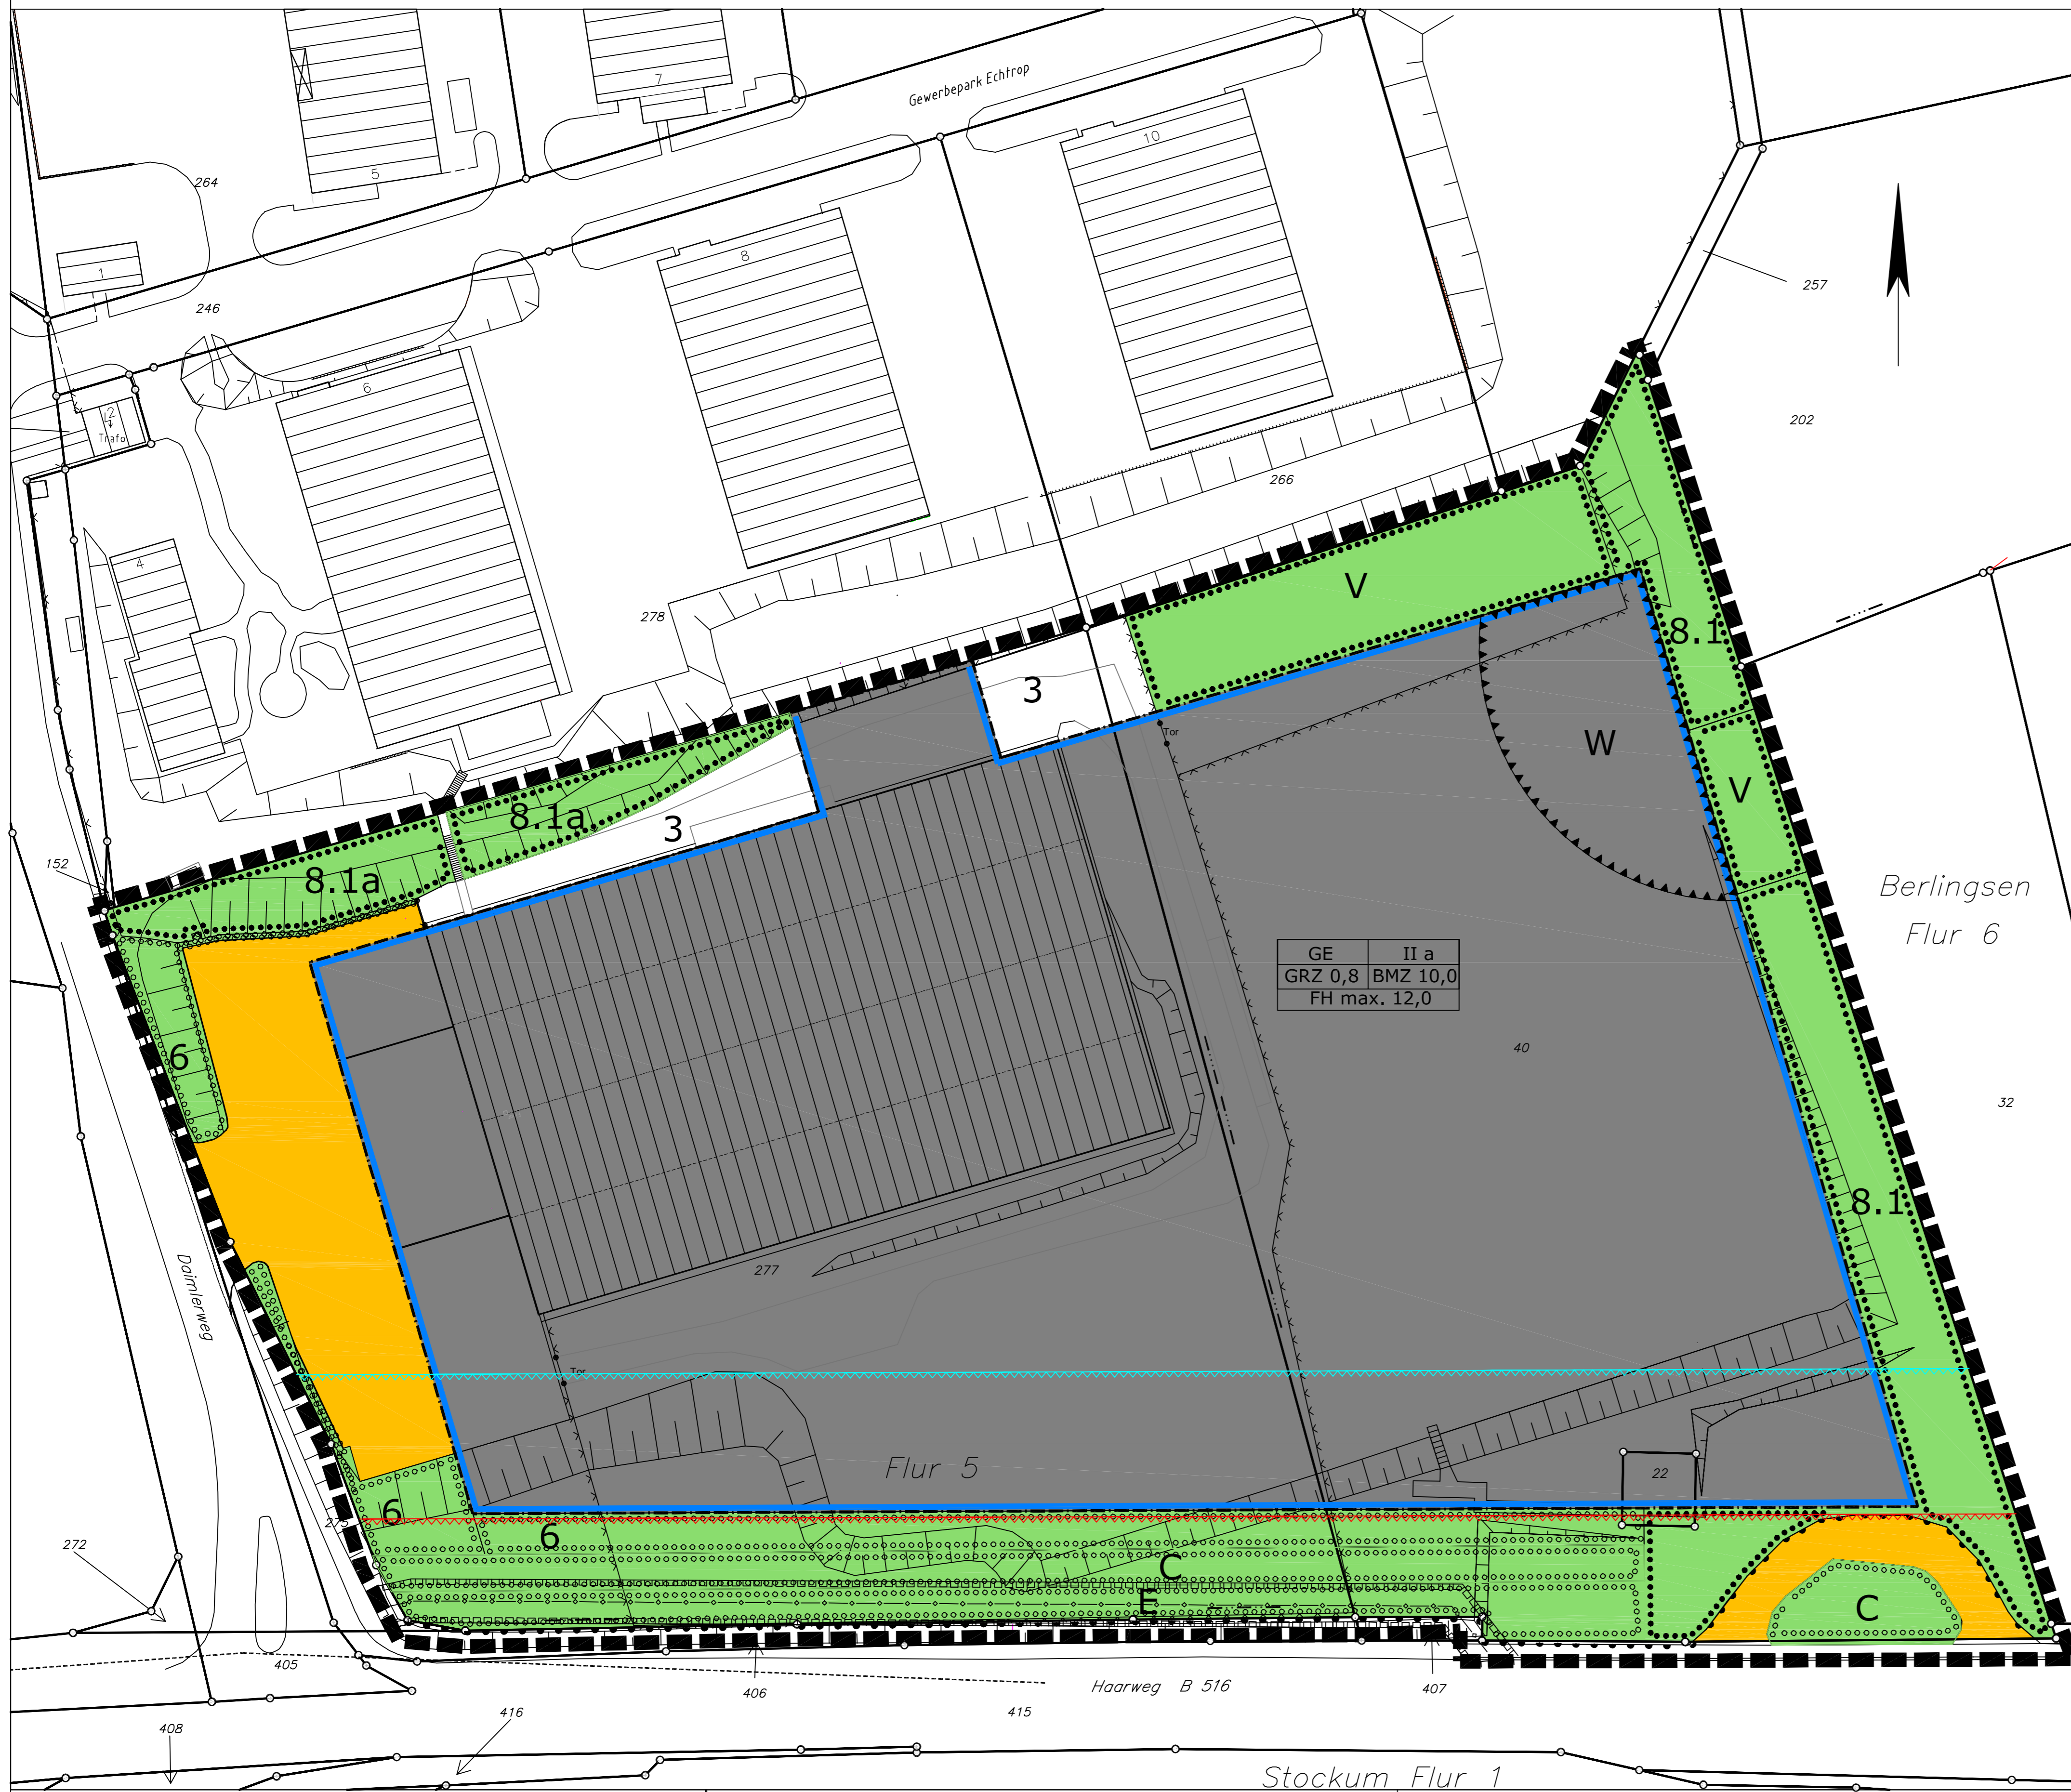 Gewerbepark Echtrop
7
5
264
10
1
246
8
257
6
2
Trafo
202
266
4
278
V
8.1
3
Tor
W
V
8.1a
3
152
8.1a
Berlingsen
Flur 6
GE II a
GRZ 0,8 BMZ 10,0
FH max. 12,0
6
40
32
8.1
277
Daimlerweg
Tor
Flur 5
22
6
275
6
272
C
E
C
405
406
Haarweg B 516
407
416
415
408
Stockum Flur 1